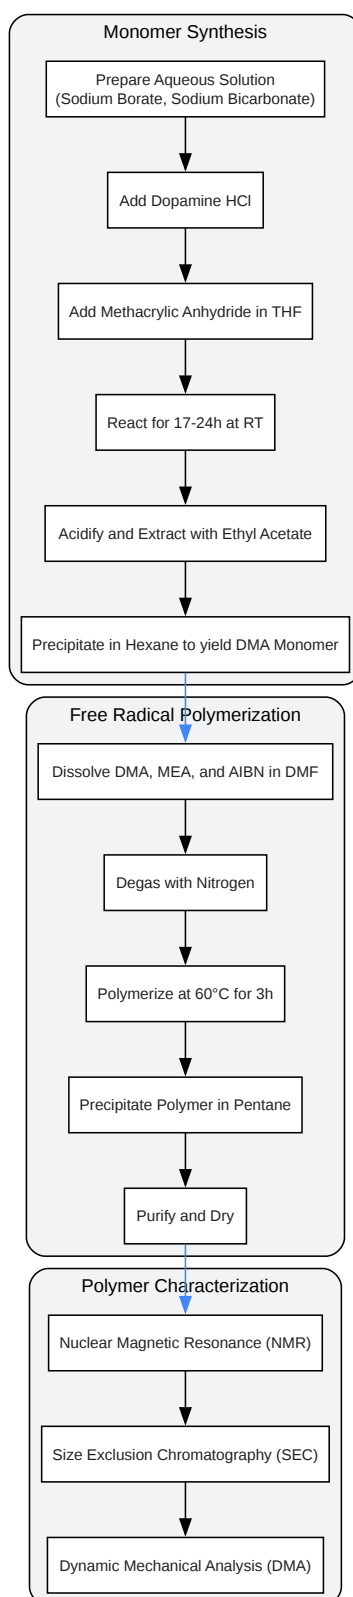 Monomer Synthesis
Prepare Aqueous Solution
(Sodium Borate, Sodium Bicarbonate)
Add Dopamine HCl
Add Methacrylic Anhydride in THF
React for 17-24h at RT
Acidify and Extract with Ethyl Acetate
Precipitate in Hexane to yield DMA Monomer
Free Radical Polymerization
Dissolve DMA, MEA, and AIBN in DMF
Degas with Nitrogen
Polymerize at 60°C for 3h
Precipitate Polymer in Pentane
Purify and Dry
Polymer Characterization
Nuclear Magnetic Resonance (NMR)
Size Exclusion Chromatography (SEC)
Dynamic Mechanical Analysis (DMA)